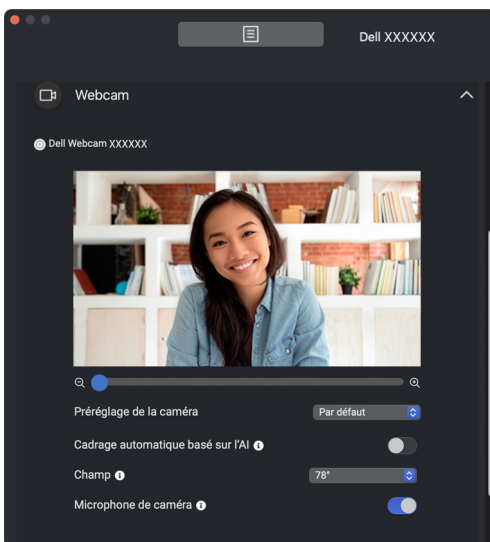 Dell XXXXXX
Webcam
Dell Webcam XXXXXX
Préréglage de la caméra Par défaut
Cadrage automatique basé sur l'AI
Champ 78°
Microphone de caméra